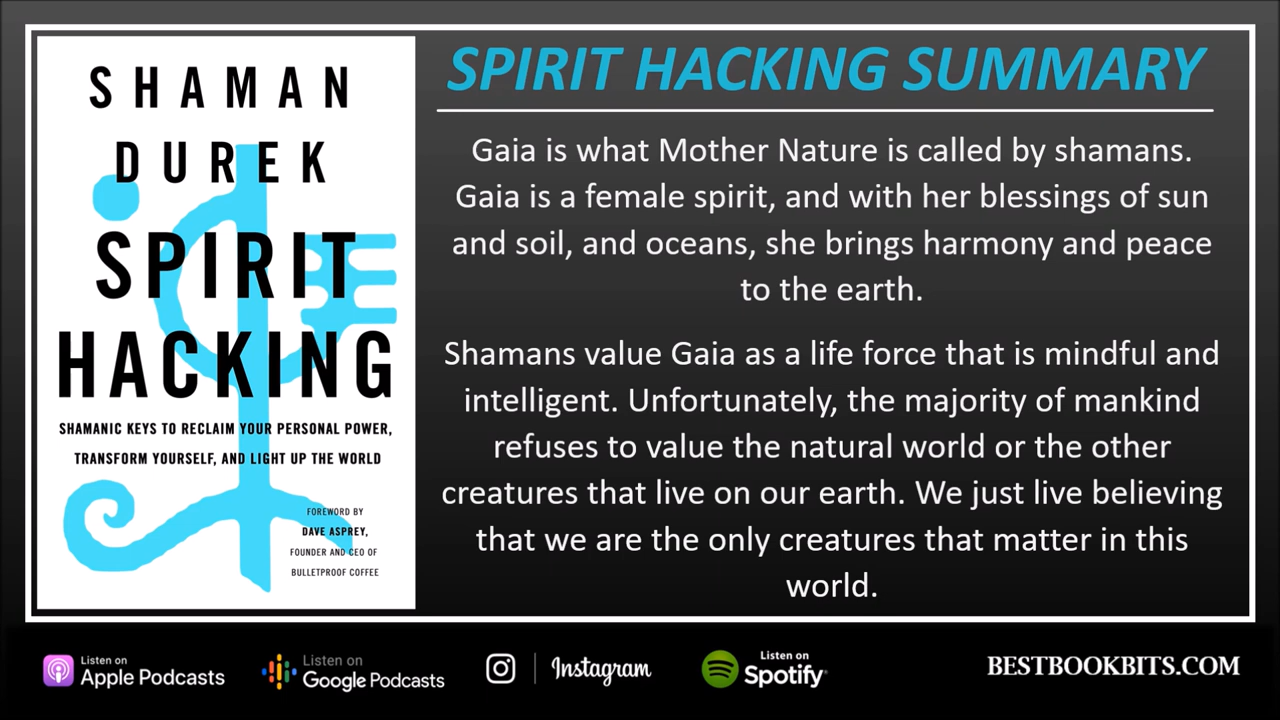 SHAMAN
DUREK
SPIRIT
HACKING
SHAMANIC KEYS TO RECLAIM YOUR PERSONAL POWER,
TRANSFORM YOURSELF, AND LIGHT UP THE WORLD
FOREWORD BY
DAVE ASPREY,
FOUNDER AND CEO OF
BULLETPROOF COFFEE
SPIRIT HACKING SUMMARY
Gaia is what Mother Nature is called by shamans.
Gaia is a female spirit, and with her blessings of sun
and soil, and oceans, she brings harmony and peace
to the earth.
Shamans value Gaia as a life force that is mindful and
intelligent. Unfortunately, the majority of mankind
refuses to value the natural world or the other
creatures that live on our earth. We just live believing
that we are the only creatures that matter in this
world.
Listen on
Apple Podcasts
Listen on
Google Podcasts
Instagram
Listen on
Spotify
BESTBOOKBITS.COM